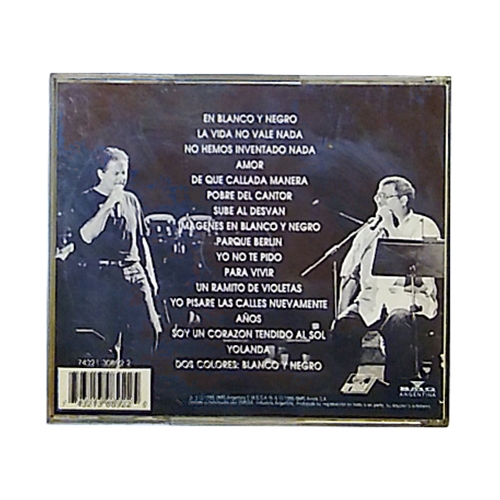 EN BLANCO Y NEGRO
LA VIDA NO VALE NADA
NO HEMOS INVENTADO NADA
AMOR
DE QUE CALLADA MANERA
POBRE DEL CANTOR
SUBE AL DESVAN
IMAGENES EN BLANCO Y NEGRO
PARQUE BERLIN
YO NO TE PIDO
PARA VIVIR
UN RAMITO DE VIOLETAS
YO PISARE LAS CALLES NUEVAMENTE
AÑOS
SOY UN CORAZON TENDIDO AL SOL
YOLANDA
DOS COLORES: BLANCO Y NEGRO
74321 30892 2
BMG
ARGENTINA